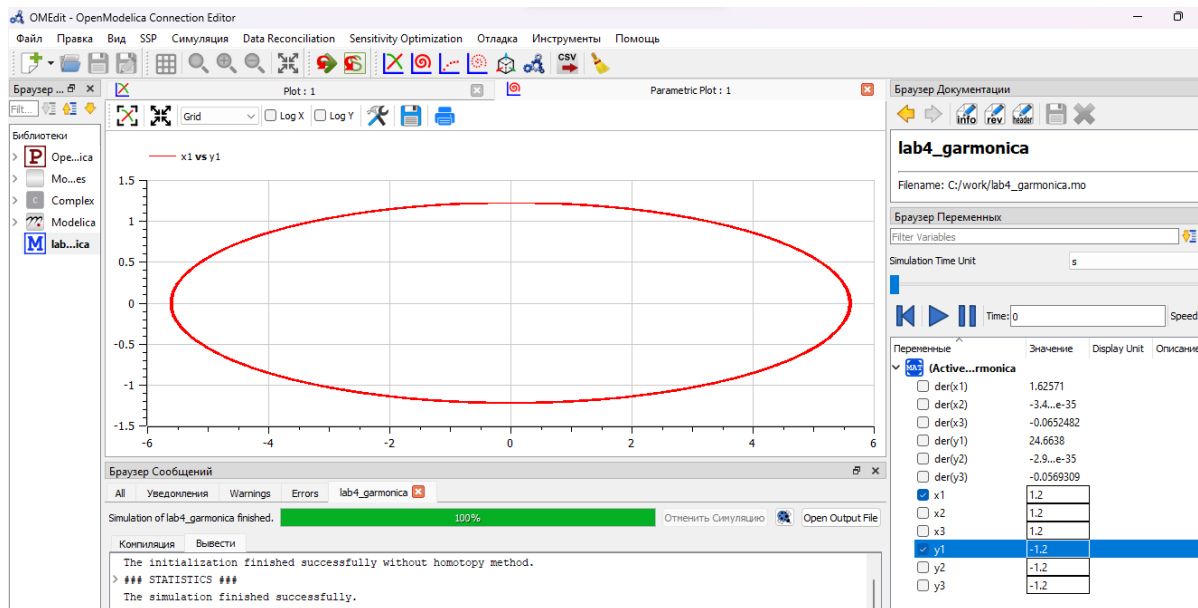 OMEdit - OpenModelica Connection Editor
Файл Правка Вид SSP Симуляция Data Reconciliation Sensitivity Optimization Отладка Инструменты Помощь
CSV
Браузер ...
Plot : 1
Parametric Plot : 1
Браузер Документации
Filt...
Grid
Log X
Log Y
info
rev
header
Библиотеки
P Ope...ica
Mo...es
C Complex
Modelica
M lab...ica
x1 vs y1
1.5
1
0.5
0
-0.5
-1
-1.5
-6 -4 -2 0 2 4 6
lab4_garmonica
Filename: C:/work/lab4_garmonica.mo
Браузер Переменных
Filter Variables
Simulation Time Unit s
Time: 0 Speed
Переменные Значение Display Unit Описание
MAT (Active...rmonica
der(x1) 1.62571
der(x2) -3.4...e-35
der(x3) -0.0652482
der(y1) 24.6638
der(y2) -2.9...e-35
der(y3) -0.0569309
x1 1.2
x2 1.2
x3 1.2
y1 -1.2
y2 -1.2
y3 -1.2
Браузер Сообщений
All Уведомления Warnings Errors lab4_garmonica
Simulation of lab4_garmonica finished. 100% Отменить Симуляцию Open Output File
Компиляция Вывести
The initialization finished successfully without homotopy method.
> ### STATISTICS ###
The simulation finished successfully.